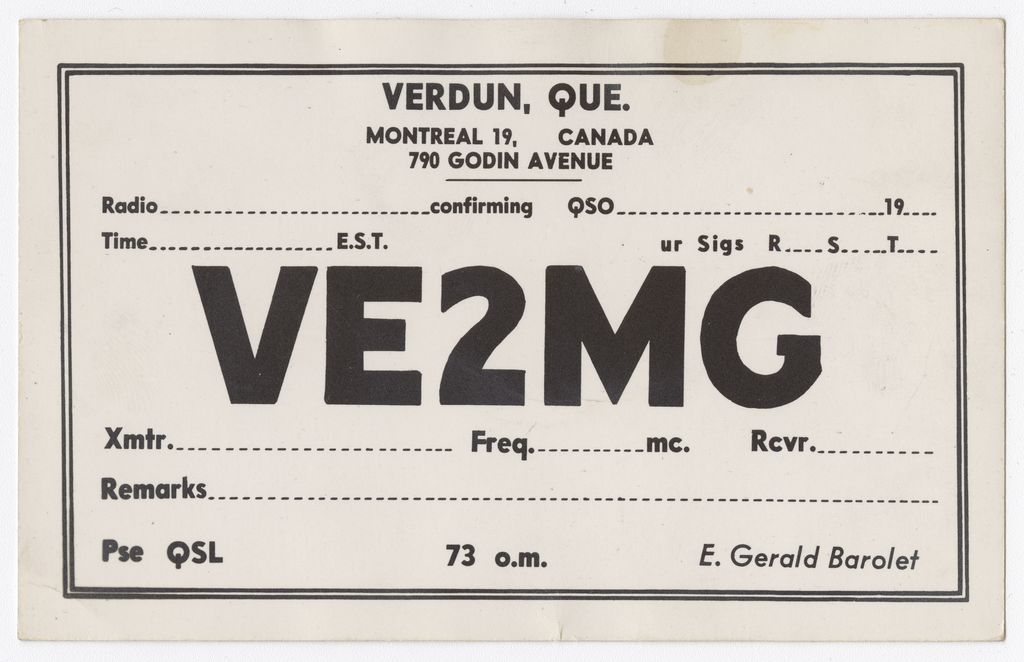 VERDUN, QUE.
MONTREAL 19, CANADA
790 GODIN AVENUE
Radio confirming QSO 19
Time E.S.T. ur Sigs R S T
VE2MG
Xmtr. Freq. mc. Rcvr.
Remarks
Pse QSL 73 o.m. E. Gerald Barolet